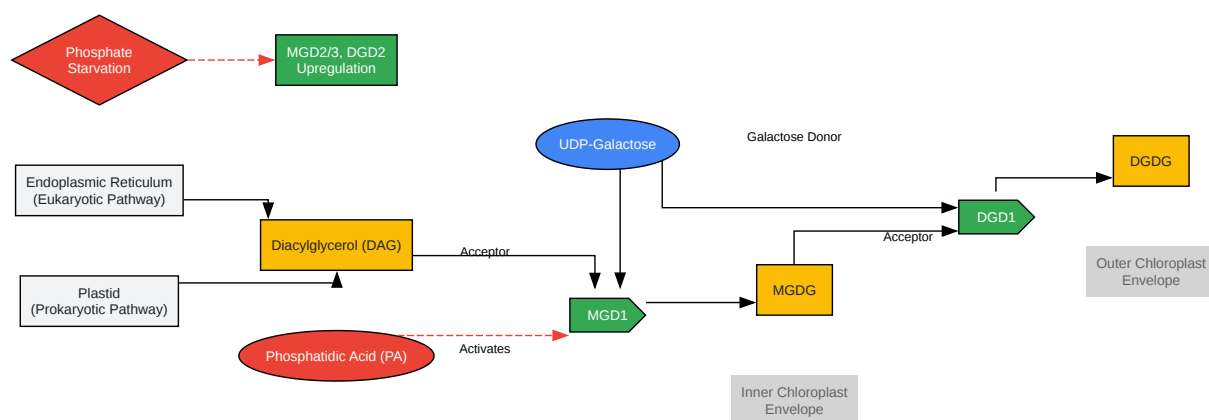 Phosphate
Starvation
MGD2/3, DGD2
Upregulation
UDP-Galactose
Galactose Donor
DGDG
Endoplasmic Reticulum
(Eukaryotic Pathway)
DGD1
Diacylglycerol (DAG)
Acceptor
Acceptor
Outer Chloroplast
Envelope
Plastid
(Prokaryotic Pathway)
MGDG
MGD1
Phosphatidic Acid (PA)
Activates
Inner Chloroplast
Envelope